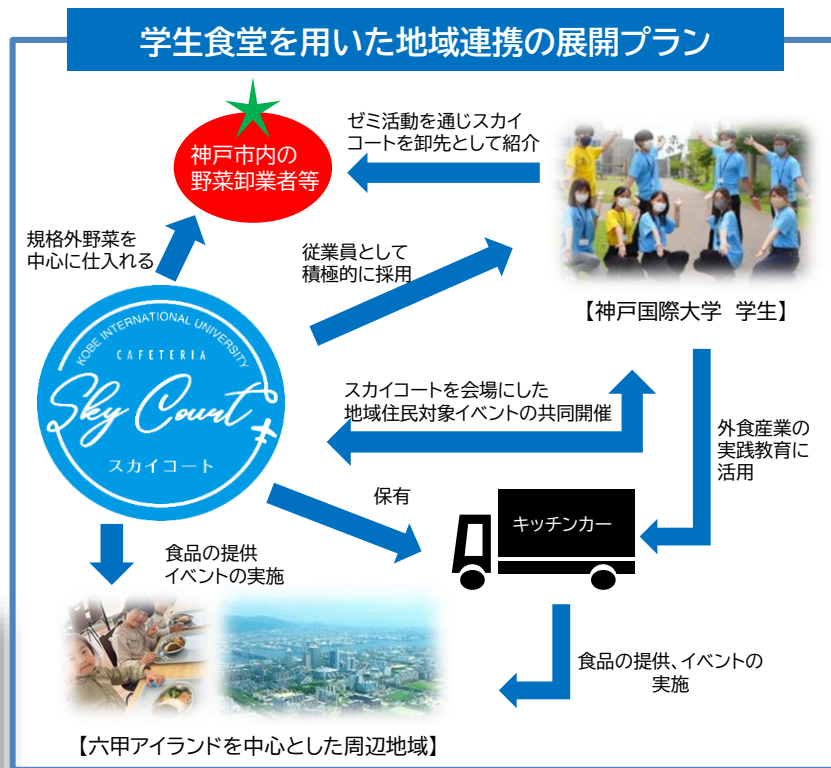 学生食堂を用いた地域連携の展開プラン
神戸市内の
野菜卸業者等
ゼミ活動を通じスカイ
コートを卸先として紹介
規格外野菜を
中心に仕入れる
従業員として
積極的に採用
【神戸国際大学 学生】
KOBE INTERNATIONAL UNIVERSITY
CAFETERIA
Sky Court
スカイコート
スカイコートを会場にした
地域住民対象イベントの共同開催
外食産業の
実践教育に
活用
保有
キッチンカー
食品の提供
イベントの実施
食品の提供、イベントの
実施
【六甲アイランドを中心とした周辺地域】